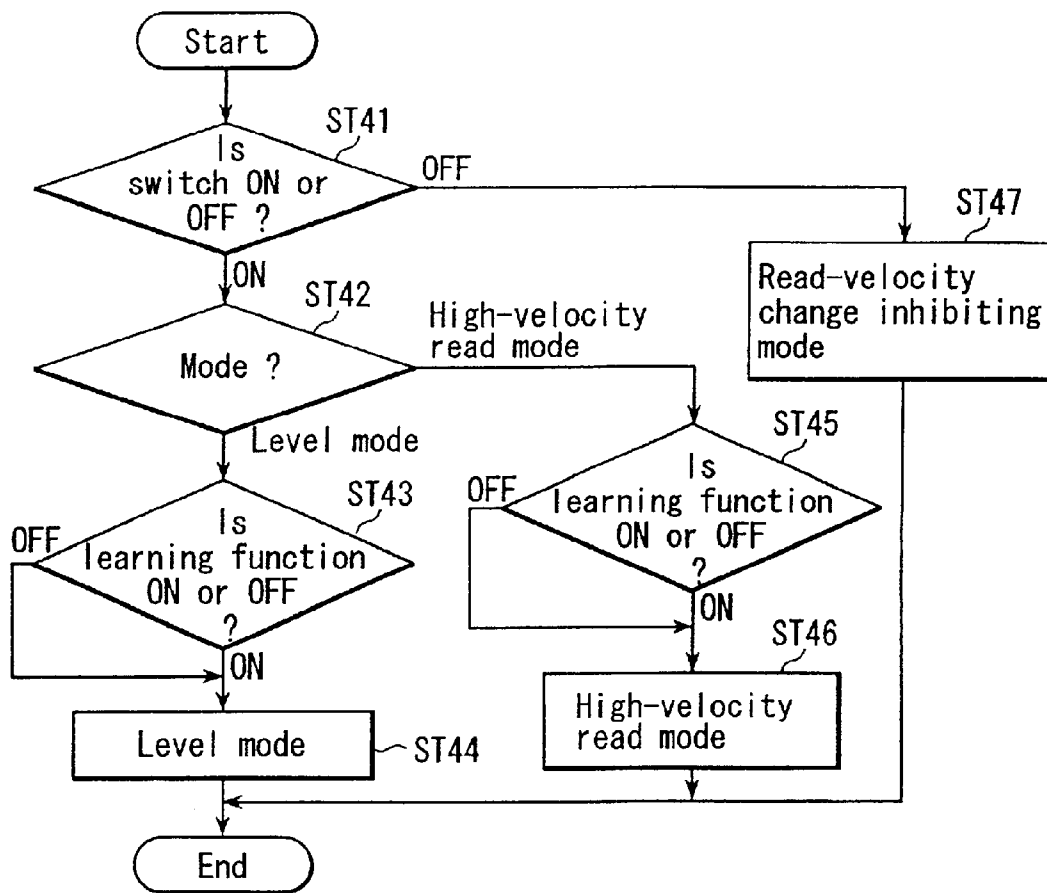 Start
ST41
Is
switch ON or
OFF ?
OFF
ON
ST47
Read-velocity
change inhibiting
mode
ST42
Mode ?
High-velocity
read mode
Level mode
ST43
Is
learning function
ON or OFF
?
OFF
ON
ST45
Is
learning function
ON or OFF
?
OFF
ON
ST46
High-velocity
read mode
Level mode
ST44
End